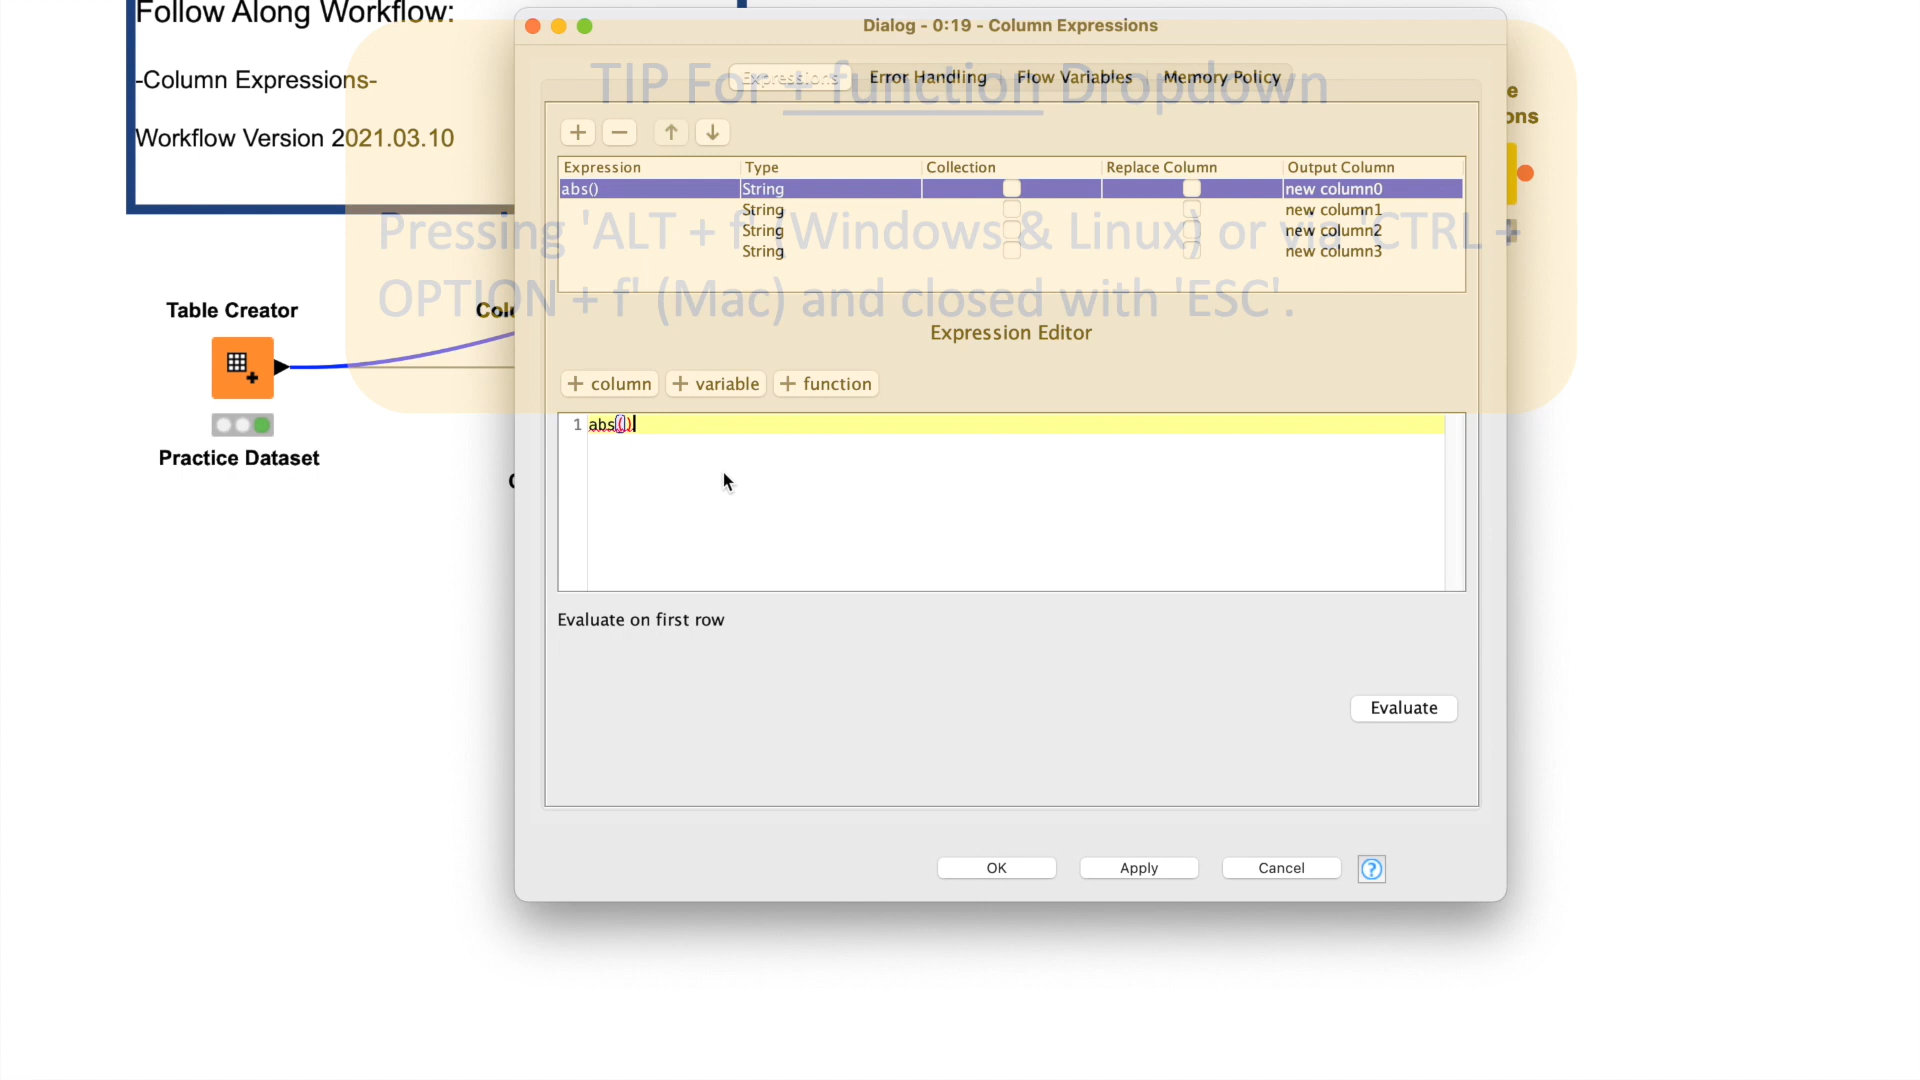 Follow Along Workflow:
-Column Expressions-
Workflow Version 2021.03.10
Dialog - 0:19 - Column Expressions
Expressions Error Handling Flow Variables Memory Policy
TIP For + function Dropdown
Pressing 'ALT + f' (Windows & Linux) or via 'CTRL +
OPTION + f' (Mac) and closed with 'ESC'.
Expression Type Collection Replace Column Output Column
abs() String new column0
String new column1
String new column2
String new column3
Expression Editor
+ column + variable + function
1 abs()
Evaluate on first row
Evaluate
OK Apply Cancel ?
Table Creator
Practice Dataset